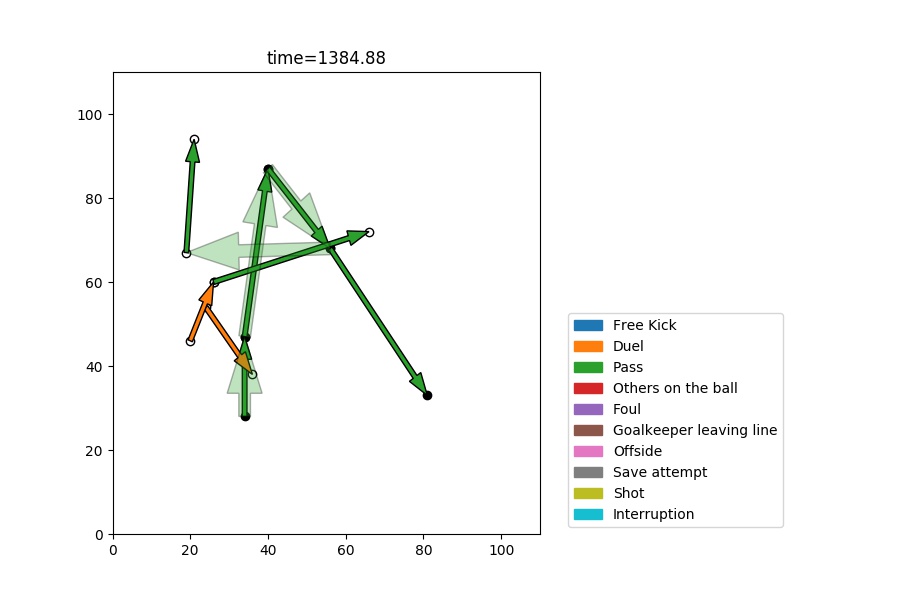 time=1384.88
100
80
60
40
20
0
0 20 40 60 80 100
Free Kick
Duel
Pass
Others on the ball
Foul
Goalkeeper leaving line
Offside
Save attempt
Shot
Interruption